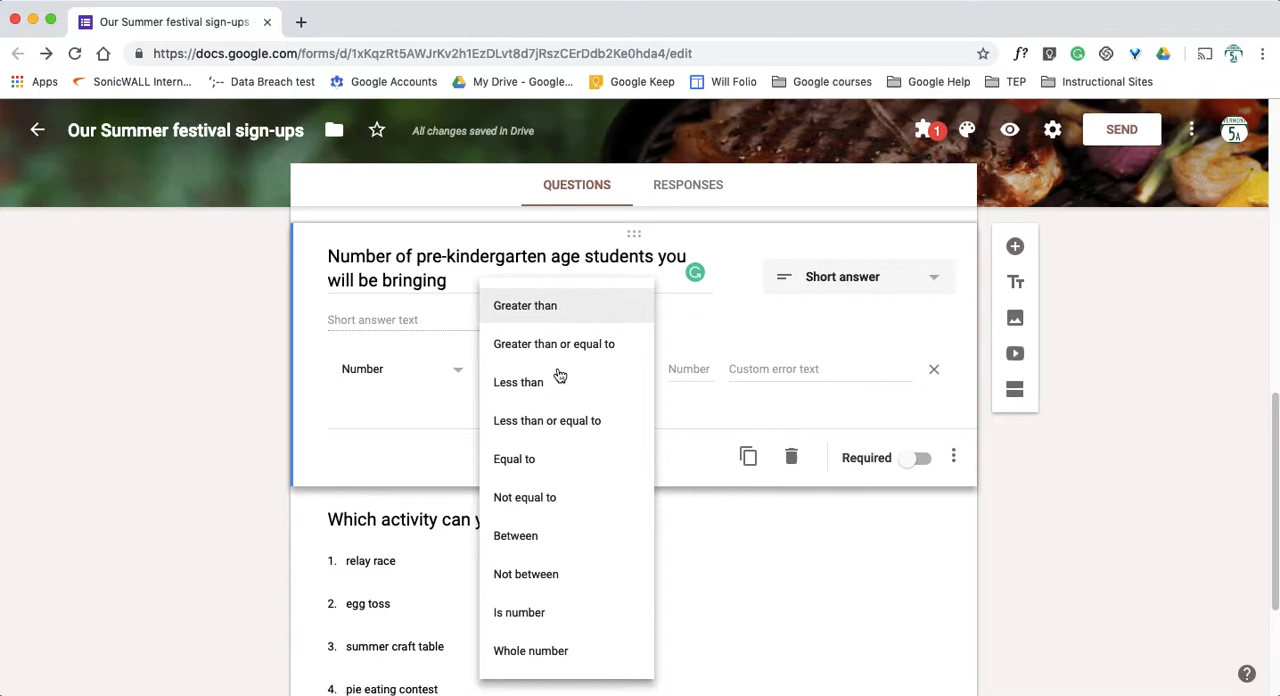 Our Summer festival sign-ups
https://docs.google.com/forms/d/1xKqzRt5AWJrKv2h1EzDLvt8d7jRszCErDdb2Ke0hda4/edit
f?
Apps
SonicWALL Intern...
Data Breach test
Google Accounts
My Drive - Google...
Google Keep
Will Folio
Google courses
Google Help
TEP
Instructional Sites
Our Summer festival sign-ups
All changes saved in Drive
1
SEND
VERMONT
5A
QUESTIONS
RESPONSES
Number of pre-kindergarten age students you
will be bringing
Short answer
Short answer text
Number
Greater than
Greater than or equal to
Less than
Less than or equal to
Equal to
Not equal to
Between
Not between
Is number
Whole number
Number
Custom error text
Required
Tт
Which activity can y
1. relay race
2. egg toss
3. summer craft table
4. pie eating contest